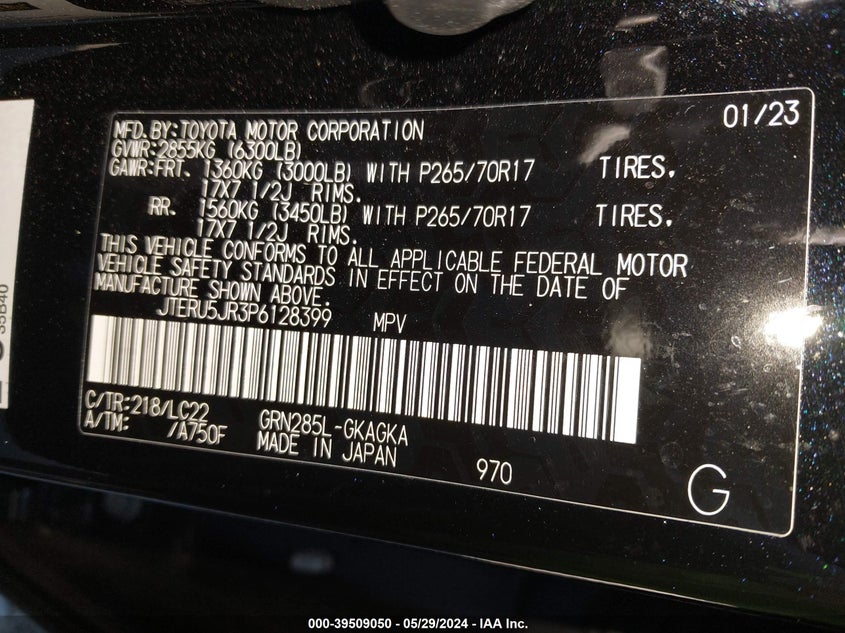 01/23
MFD.BY:TOYOTA MOTOR CORPORATION
GVWR:2855KG (6300LB)
GAWR:FRT. 1360KG (3000LB) WITH P265/70R17 TIRES.
17X7 1/2J RIMS.
RR. 1560KG (3450LB) WITH P265/70R17 TIRES.
17X7 1/2J RIMS.
THIS VEHICLE CONFORMS TO ALL APPLICABLE FEDERAL MOTOR
VEHICLE SAFETY STANDARDS IN EFFECT ON THE DATE OF
MANUFACTURE SHOWN ABOVE.
JTERU5JR3P6128399 MPV
C/TR:218/LC22 GRN285L-GKAGKA
A/TM: /A750F MADE IN JAPAN 970
G
35B40
000-39509050 - 05/29/2024 - IAA Inc.